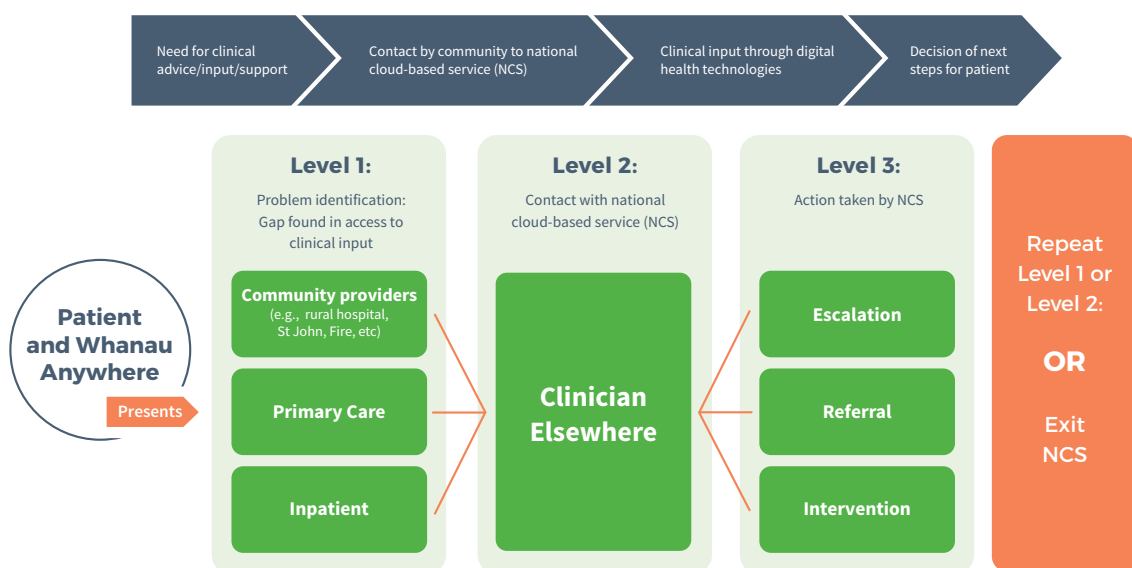 Need for clinical
advice/input/support
Contact by community to national
cloud-based service (NCS)
Clinical input through digital
health technologies
Decision of next
steps for patient
Patient
and Whanau
Anywhere
Presents
Level 1:
Problem identification:
Gap found in access to
clinical input
Community providers
(e.g., rural hospital,
St John, Fire, etc)
Primary Care
Inpatient
Level 2:
Contact with national
cloud-based service (NCS)
Clinician
Elsewhere
Level 3:
Action taken by NCS
Escalation
Referral
Intervention
Repeat
Level 1 or
Level 2:
OR
Exit
NCS